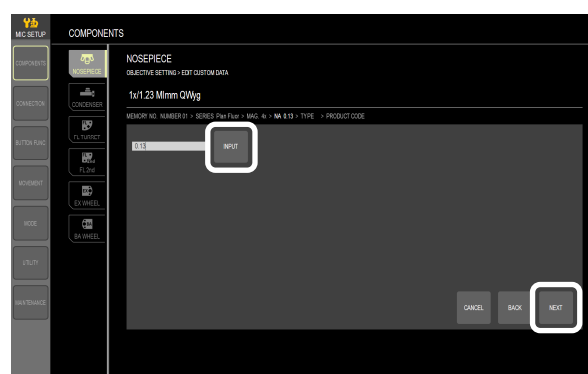 MIC SETUP
COMPONENTS
COMPONENTS
CONNECTION
BUTTON FUNC
MOVEMENT
MODE
UTILITY
MAINTENANCE
NOSEPIECE
CONDENSER
FL TURRET
FL 2nd
EX WHEEL
BA WHEEL
NOSEPIECE
OBJECTIVE SETTING > EDIT CUSTOM DATA
1x/1.23 MImm QWyg
MEMORY NO. NUMBER 01 > SERIES Plan Fluor > MAG. 4x > NA 0.13 > TYPE > PRODUCT CODE
0.13
INPUT
CANCEL BACK NEXT